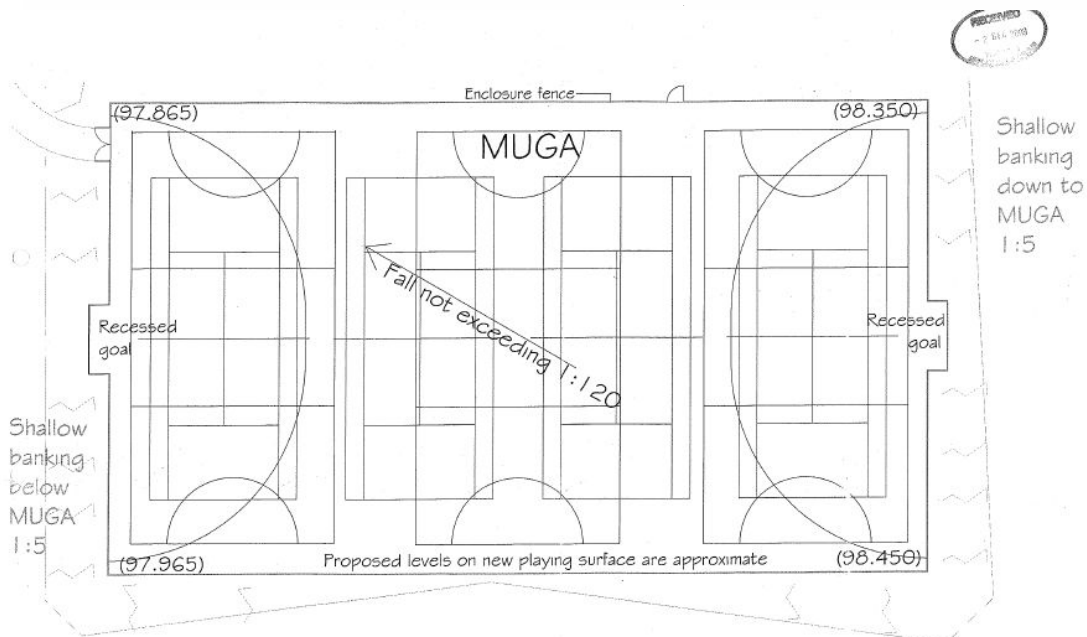 RECEIVED
Enclosure fence
(97.865)
(98.350)
MUGA
Shallow
banking
down to
MUGA
1:5
Fall not exceeding 1:120
Recessed
goal
Recessed
goal
Shallow
banking
below
MUGA
1:5
(97.965)
Proposed levels on new playing surface are approximate
(98.450)